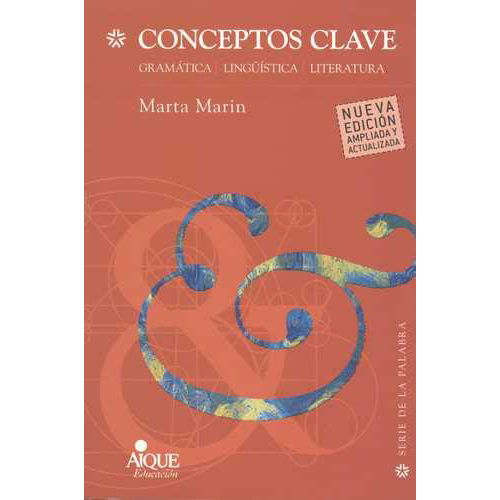 CONCEPTOS CLAVE
GRAMÁTICA | LINGÜÍSTICA | LITERATURA
Marta Marin
NUEVA
EDICIÓN
AMPLIADA Y
ACTUALIZADA
&
SERIE DE LA PALABRA
AIQUE
Educación